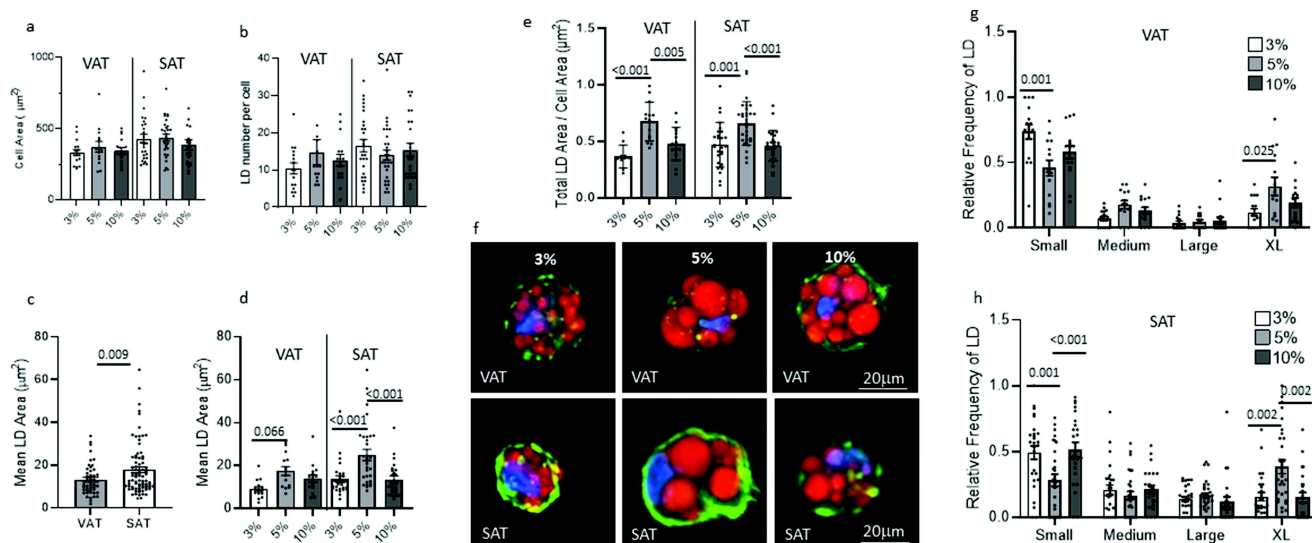 a
VAT
SAT
Cell Area ( µm²)
1000
500
0
3%
5%
10%
3%
5%
10%
b
VAT
SAT
LD number per cell
40
30
20
10
0
3%
5%
10%
3%
5%
10%
c
Mean LD Area (µm²)
80
60
40
20
0
0.009
VAT
SAT
d
Mean LD Area (µm²)
80
60
40
20
0
VAT
SAT
0.066
<0.001
<0.001
3%
5%
10%
3%
5%
10%
e
VAT
SAT
Total LD Area / Cell Area (µm²)
1.5
1.0
0.5
0.0
<0.001
0.005
0.001
<0.001
3%
5%
10%
3%
5%
10%
f
3%
5%
10%
VAT
VAT
VAT
20µm
SAT
SAT
SAT
20µm
g
VAT
3%
5%
10%
Relative Frequency of LD
1.5
1.0
0.5
0.0
0.001
0.025
Small
Medium
Large
XL
h
SAT
3%
5%
10%
Relative Frequency of LD
1.5
1.0
0.5
0.0
0.001
<0.001
0.002
0.002
Small
Medium
Large
XL